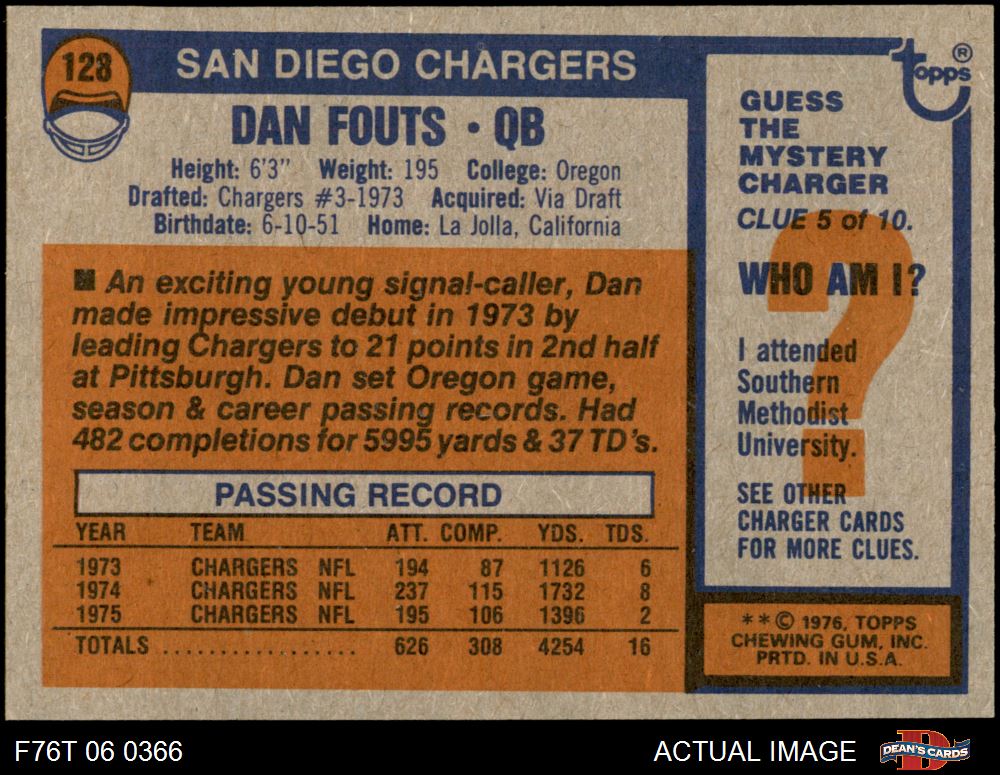 128
SAN DIEGO CHARGERS
DAN FOUTS • QB
Height: 6'3" Weight: 195 College: Oregon
Drafted: Chargers #3-1973 Acquired: Via Draft
Birthdate: 6-10-51 Home: La Jolla, California
An exciting young signal-caller, Dan
made impressive debut in 1973 by
leading Chargers to 21 points in 2nd half
at Pittsburgh. Dan set Oregon game,
season & career passing records. Had
482 completions for 5995 yards & 37 TD's.
PASSING RECORD
YEAR TEAM ATT. COMP. YDS. TDS.
1973 CHARGERS NFL 194 87 1126 6
1974 CHARGERS NFL 237 115 1732 8
1975 CHARGERS NFL 195 106 1396 2
TOTALS ................. 626 308 4254 16
Topps®
GUESS
THE
MYSTERY
CHARGER
CLUE 5 of 10.
WHO AM I?
?
I attended
Southern
Methodist
University.
SEE OTHER
CHARGER CARDS
FOR MORE CLUES.
**© 1976, TOPPS
CHEWING GUM, INC.
PRTD. IN U.S.A.
F76T 06 0366
ACTUAL IMAGE
D
DEAN'S CARDS